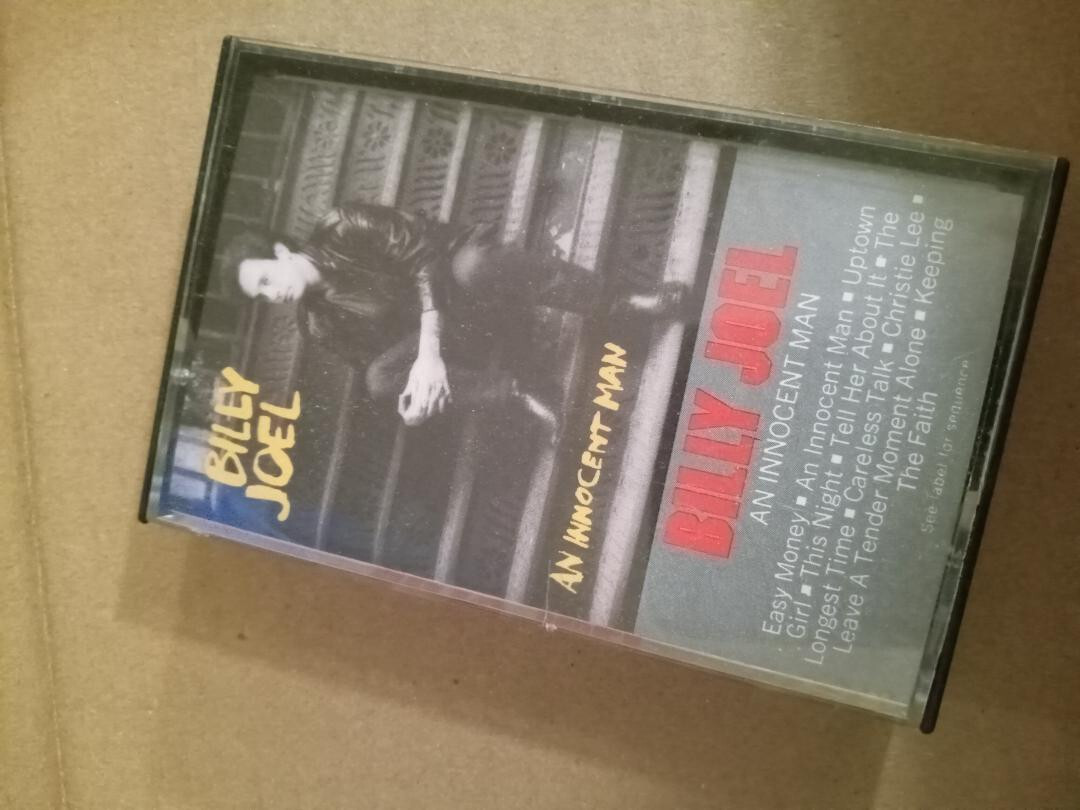 BILLY
JOEL
AN INNOCENT MAN
BILLY JOEL
AN INNOCENT MAN
Easy Money ■ An Innocent Man ■ Uptown
Girl ■ This Night ■ Tell Her About It ■ The
Longest Time ■ Careless Talk ■ Christie Lee ■
Leave A Tender Moment Alone ■ Keeping
The Faith
See label for sequence